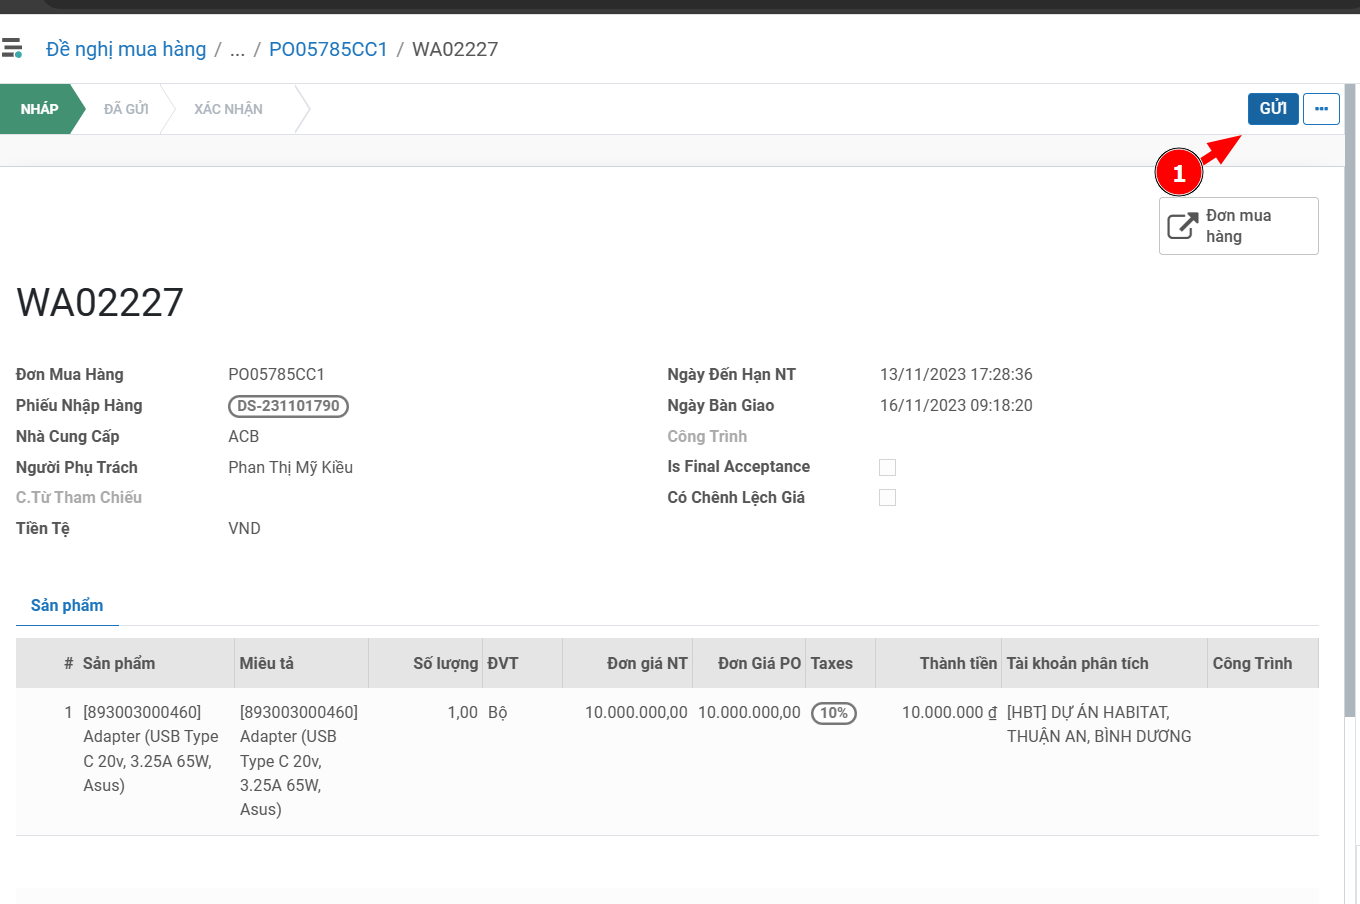 Đề nghị mua hàng / ... / PO05785CC1 / WA02227
NHÁP ĐÃ GỬI XÁC NHẬN GỬI ...
1
Đơn mua
hàng
WA02227
Đơn Mua Hàng PO05785CC1 Ngày Đến Hạn NT 13/11/2023 17:28:36
Phiếu Nhập Hàng DS-231101790 Ngày Bàn Giao 16/11/2023 09:18:20
Nhà Cung Cấp ACB Công Trình
Người Phụ Trách Phan Thị Mỹ Kiều Is Final Acceptance
C.Từ Tham Chiếu Có Chênh Lệch Giá
Tiền Tệ VND
Sản phẩm
# Sản phẩm Miêu tả Số lượng ĐVT Đơn giá NT Đơn Giá PO Taxes Thành tiền Tài khoản phân tích Công Trình
1 [893003000460] [893003000460] 1,00 Bộ 10.000.000,00 10.000.000,00 10% 10.000.000 ₫ [HBT] DỰ ÁN HABITAT,
Adapter (USB Type Adapter (USB THUẬN AN, BÌNH DƯƠNG
C 20v, 3.25A 65W, Type C 20v,
Asus) 3.25A 65W,
Asus)